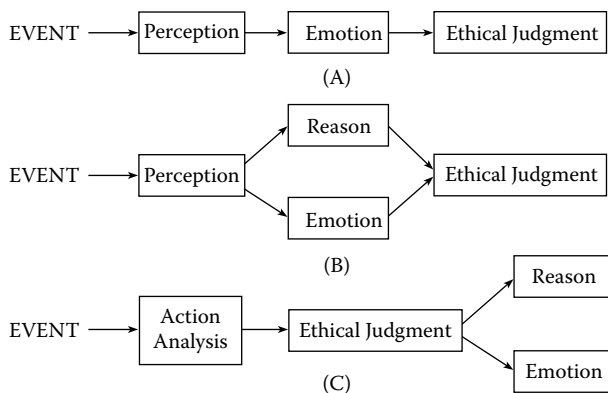 EVENT Perception Emotion Ethical Judgment
(A)
Reason
EVENT Perception Ethical Judgment
Emotion
(B)
Reason
EVENT Action Analysis Ethical Judgment
Emotion
(C)